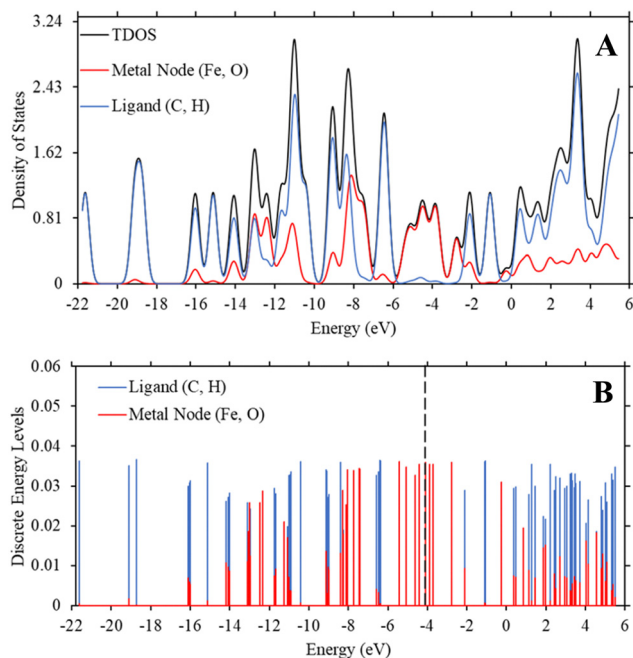 3.24
TDOS
A
Metal Node (Fe, O)
2.43
Ligand (C, H)
1.62
0.81
0
-22 -20 -18 -16 -14 -12 -10 -8 -6 -4 -2 0 2 4 6
Energy (eV)
Density of States
0.06
Ligand (C, H)
B
0.05
Metal Node (Fe, O)
0.04
0.03
0.02
0.01
0
-22 -20 -18 -16 -14 -12 -10 -8 -6 -4 -2 0 2 4 6
Energy (eV)
Discrete Energy Levels